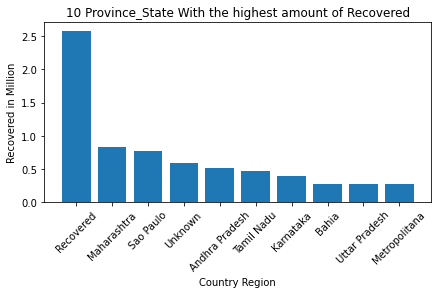 10 Province_State With the highest amount of Recovered
Recovered in Million
2.5
2.0
1.5
1.0
0.5
0.0
Recovered
Maharashtra
Sao Paulo
Unknown
Andhra Pradesh
Tamil Nadu
Karnataka
Bahia
Uttar Pradesh
Metropolitana
Country Region